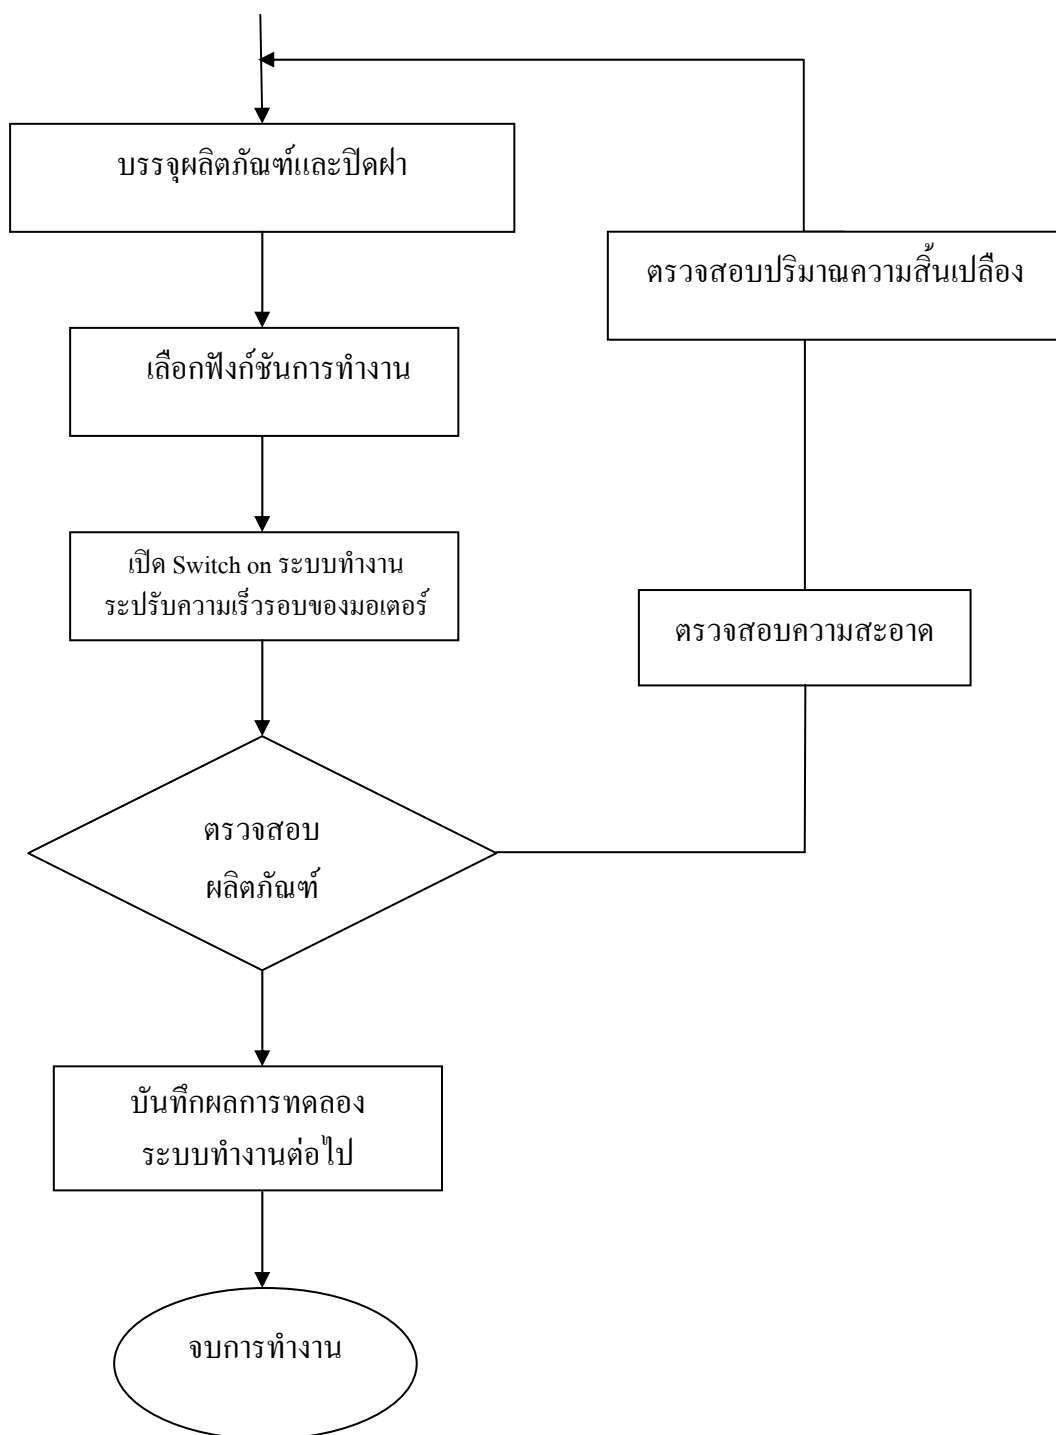 บรรจุผลิตภัณฑ์และปิดฝา
ตรวจสอบปริมาณความสิ้นเปลือง
เลือกฟังก์ชันการทำงาน
เปิด Switch on ระบบทำงาน
ระปรับความเร็วรอบของมอเตอร์
ตรวจสอบความสะอาด
ตรวจสอบ
ผลิตภัณฑ์
บันทึกผลการทดลอง
ระบบทำงานต่อไป
จบการทำงาน